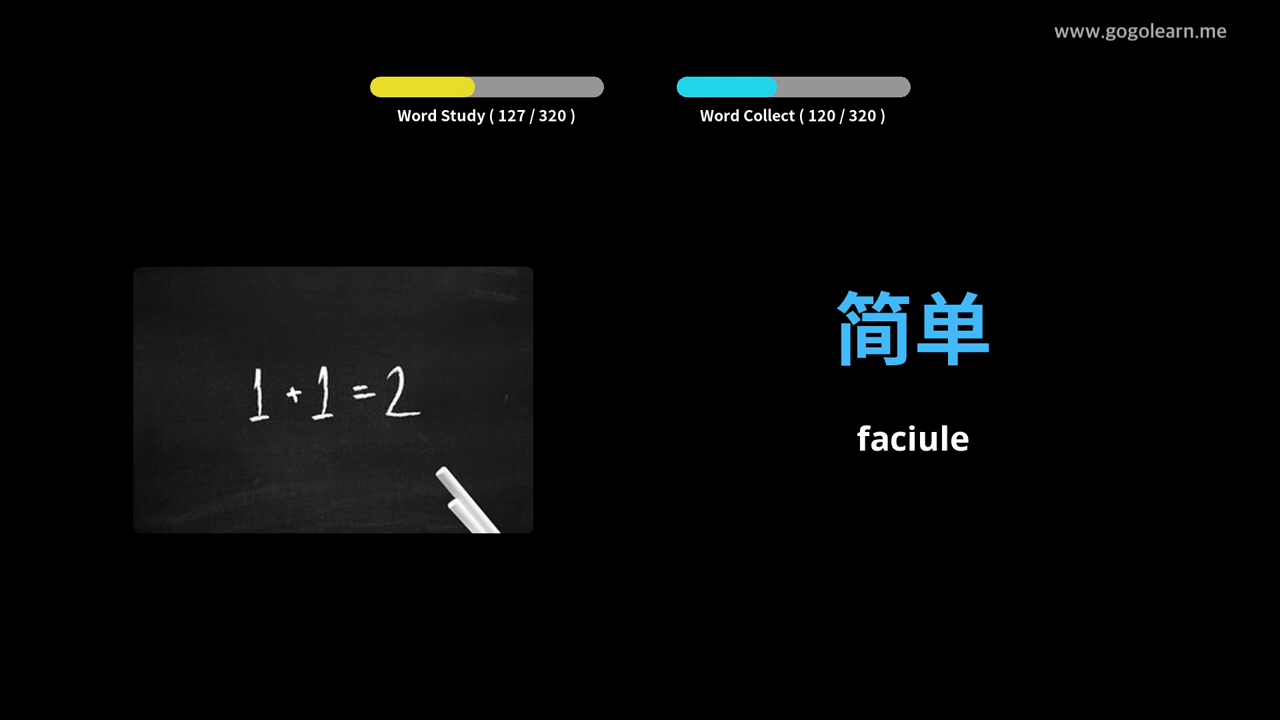 www.gogolearn.me
Word Study ( 127 / 320 )
Word Collect ( 120 / 320 )
1 + 1 = 2
简单
faciule